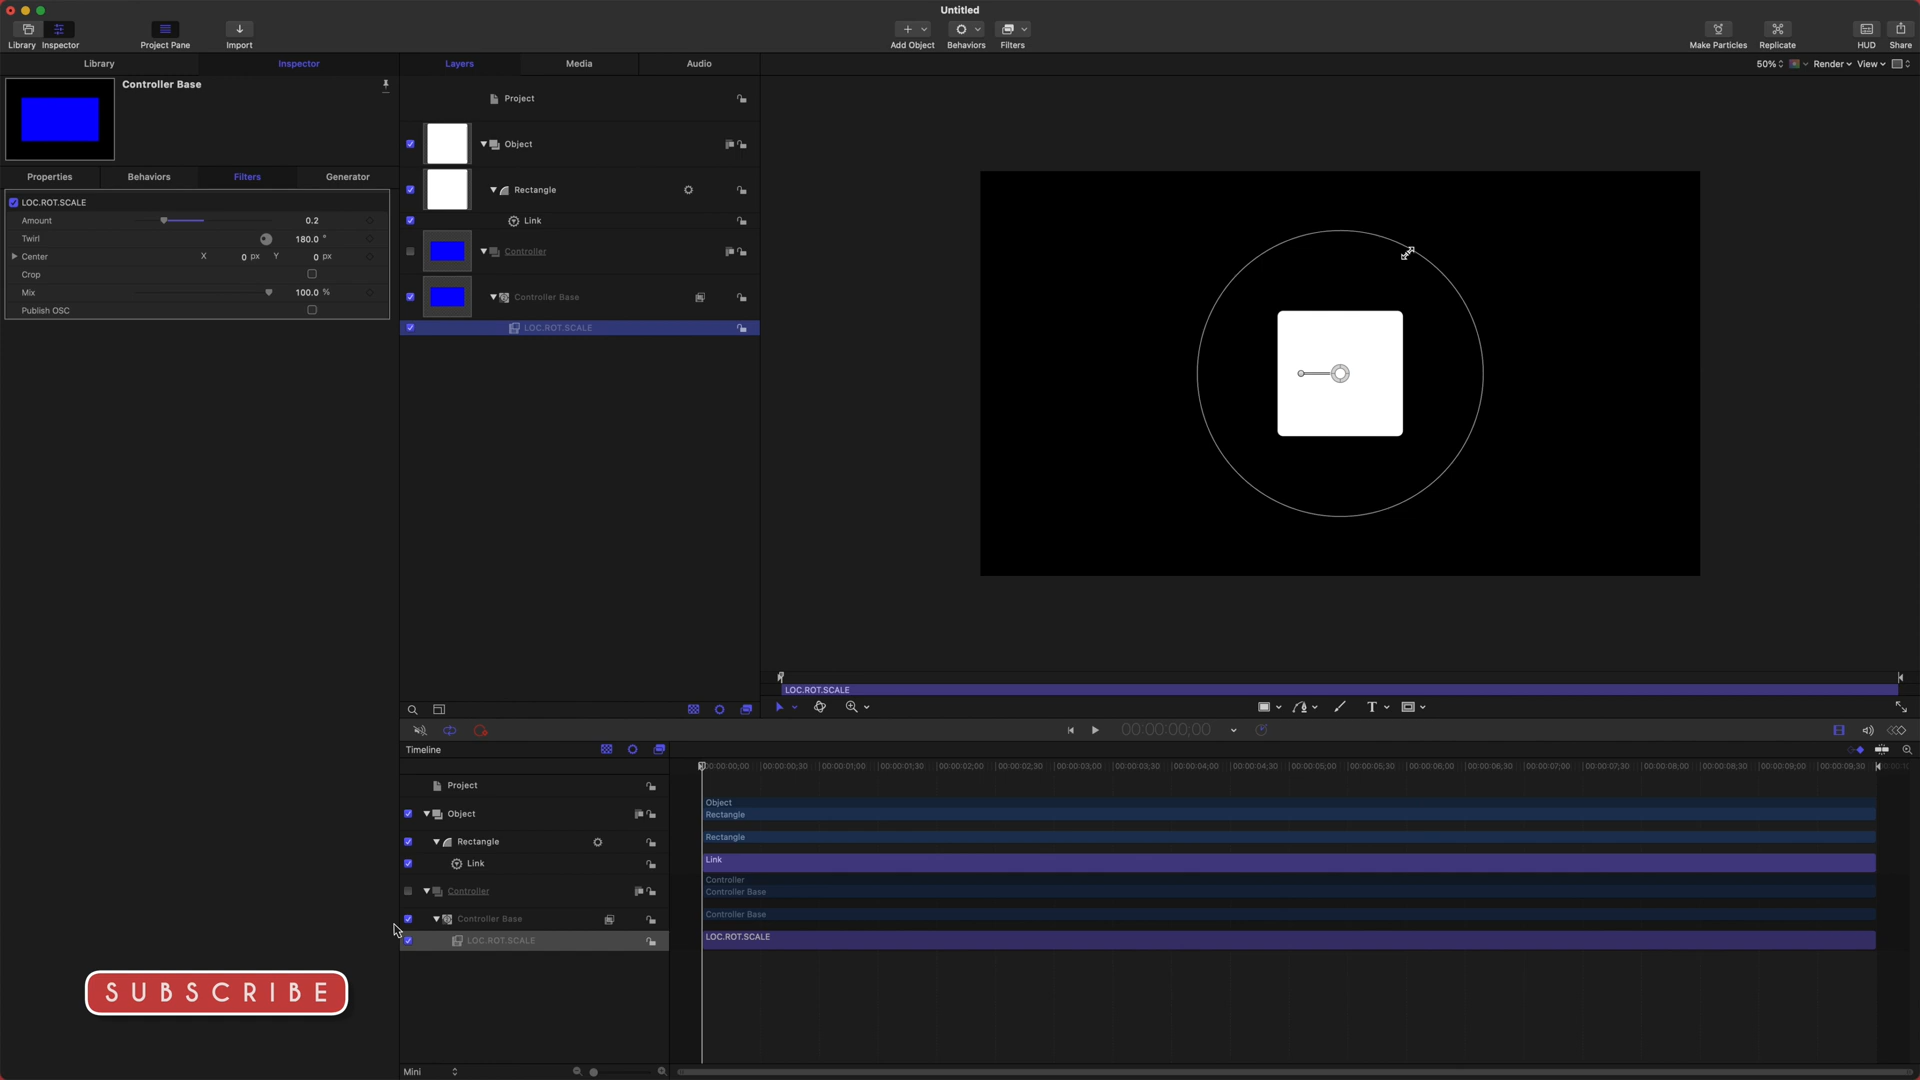 Untitled
Library
Inspector
Project Pane
Import
Add Object
Behaviors
Filters
Make Particles
Replicate
HUD
Share
Library
Inspector
Layers
Media
Audio
50%
Render
View
Controller Base
Properties
Behaviors
Filters
Generator
LOC.ROT.SCALE
Amount 0.2
Twirl 180.0 °
Center X 0 px Y 0 px
Crop
Mix 100.0 %
Publish OSC
Project
Object
Rectangle
Link
Controller
Controller Base
LOC.ROT.SCALE
LOC.ROT.SCALE
T
00:00:00;00
Timeline
00:00:00;00 00:00:00;30 00:00:01;00 00:00:01;30 00:00:02;00 00:00:02;30 00:00:03;00 00:00:03;30 00:00:04;00 00:00:04;30 00:00:05;00 00:00:05;30 00:00:06;00 00:00:06;30 00:00:07;00 00:00:07;30 00:00:08;00 00:00:08;30 00:00:09;00 00:00:09;30
Project
Object
Rectangle
Link
Controller
Controller Base
LOC.ROT.SCALE
Object
Rectangle
Rectangle
Link
Controller
Controller Base
Controller Base
LOC.ROT.SCALE
SUBSCRIBE
Mini